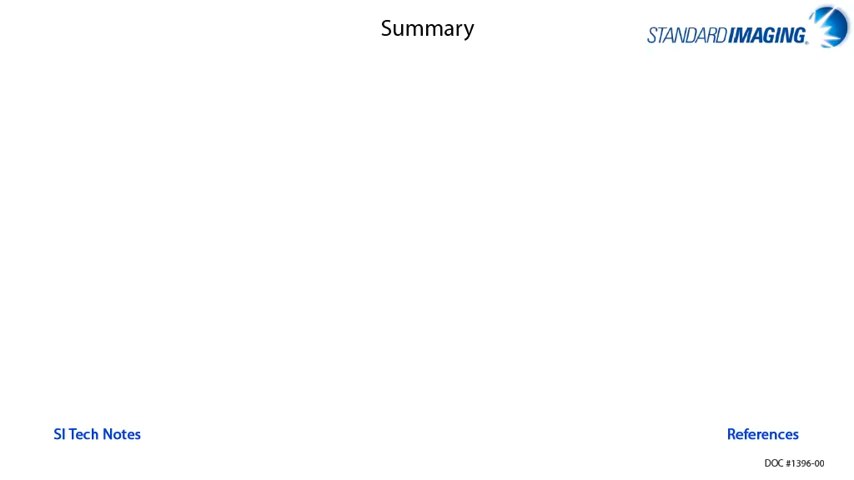 Summary
STANDARD IMAGING®
SI Tech Notes
References
DOC #1396-00